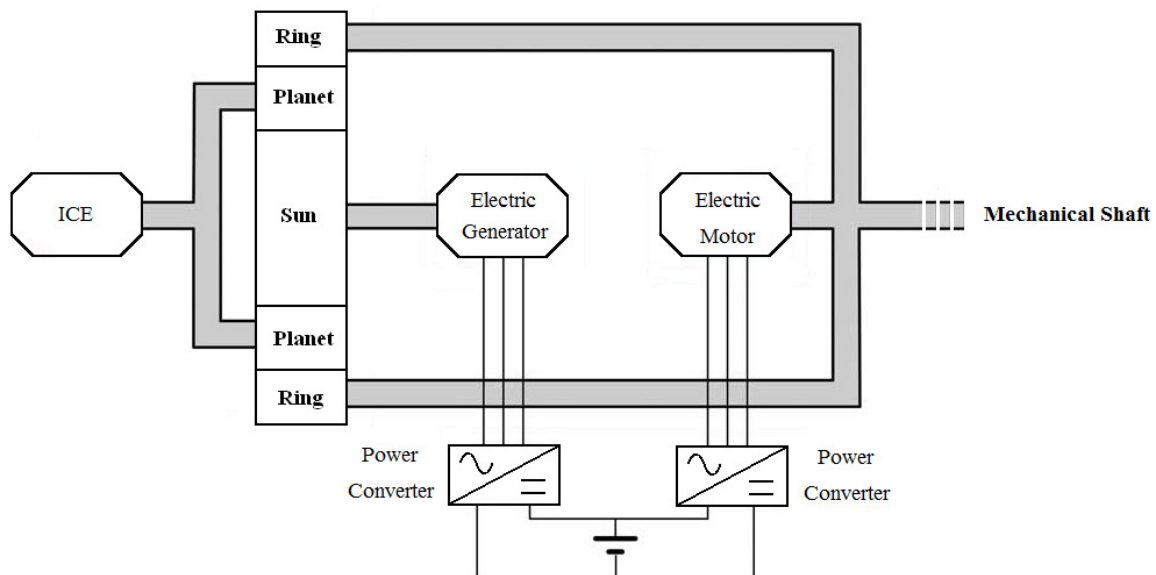 Ring
Planet
ICE
Sun
Electric
Generator
Electric
Motor
Mechanical Shaft
Planet
Ring
Power
Converter
Power
Converter